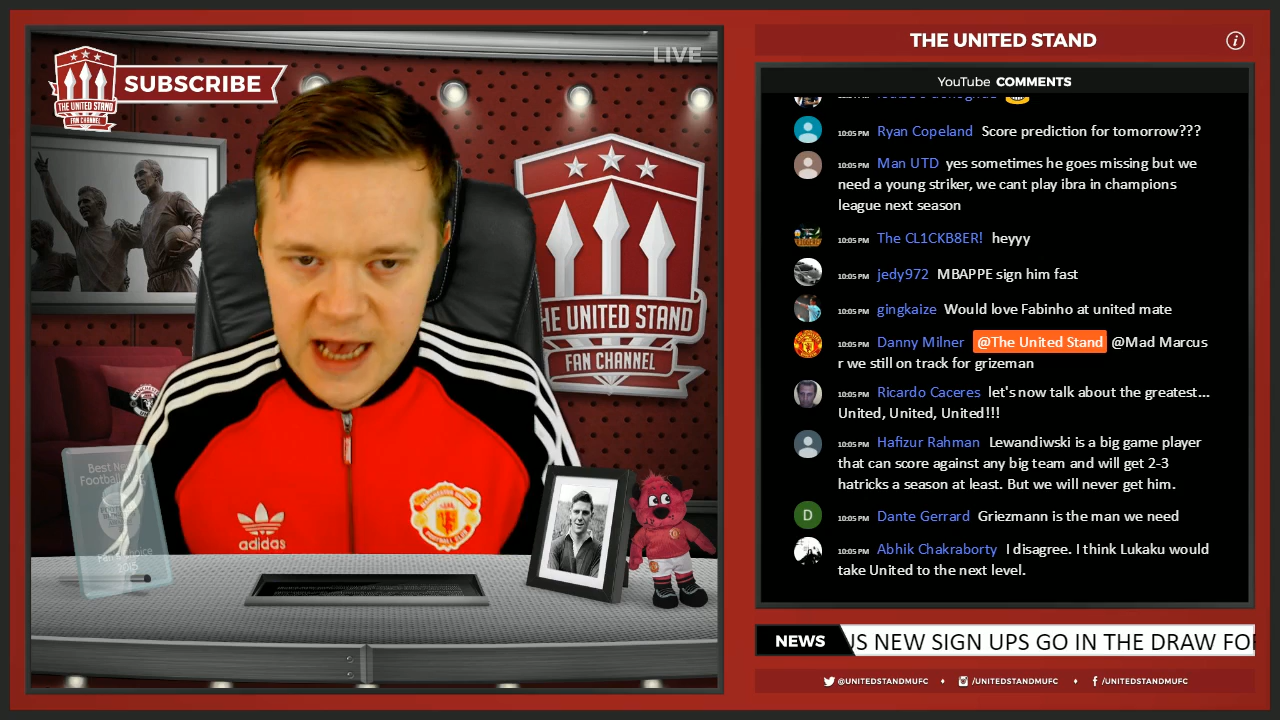 LIVE
SUBSCRIBE
THE UNITED STAND
FAN CHANNEL
THE UNITED STAND
FAN CHANNEL
Best New
Football
Fan Choice
2015
adidas
THE UNITED STAND
YouTube COMMENTS
10:05 PM Ryan Copeland Score prediction for tomorrow???
10:05 PM Man UTD yes sometimes he goes missing but we
need a young striker, we cant play ibra in champions
league next season
10:05 PM The CL1CKB8ER! heyyy
10:05 PM jedy972 MBAPPE sign him fast
10:05 PM gingkaize Would love Fabinho at united mate
10:05 PM Danny Milner @The United Stand @Mad Marcus
r we still on track for grizeman
10:05 PM Ricardo Caceres let's now talk about the greatest...
United, United, United!!!
10:05 PM Hafizur Rahman Lewandiwski is a big game player
that can score against any big team and will get 2-3
hatricks a season at least. But we will never get him.
D
10:05 PM Dante Gerrard Griezmann is the man we need
10:05 PM Abhik Chakraborty I disagree. I think Lukaku would
take United to the next level.
NEWS US NEW SIGN UPS GO IN THE DRAW FOR
@UNITEDSTANDMUFC • /UNITEDSTANDMUFC • /UNITEDSTANDMUFC